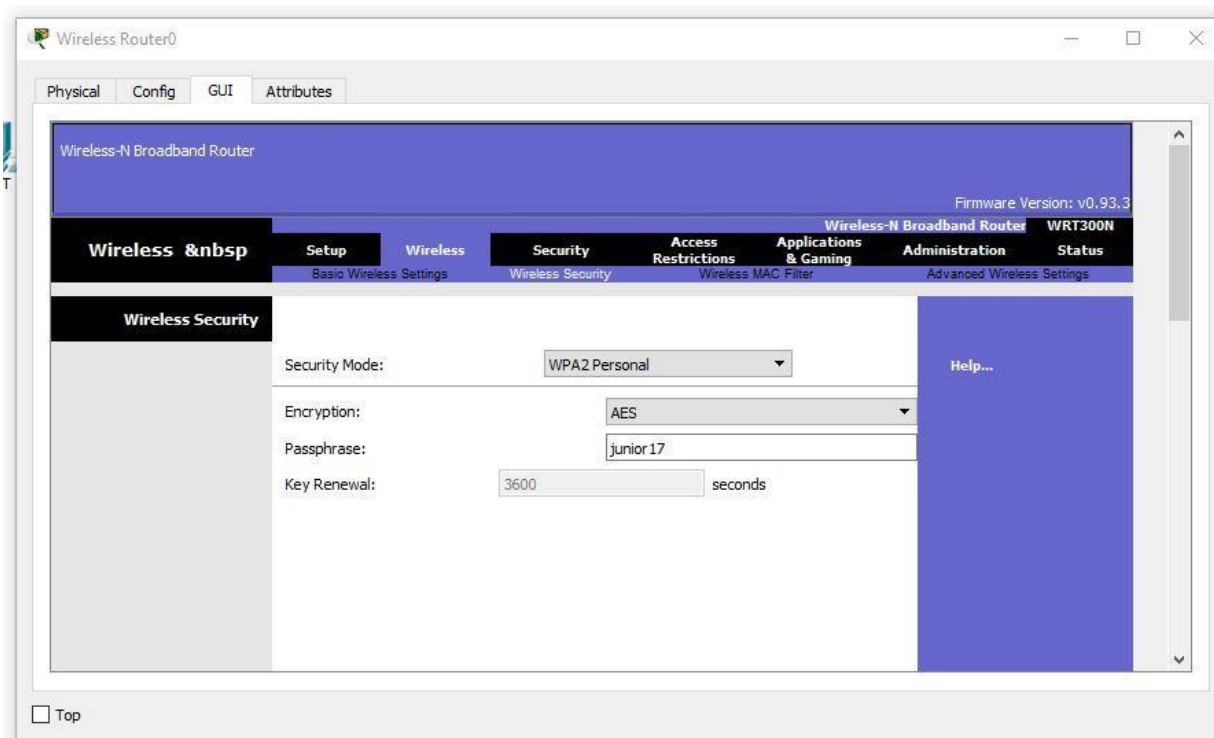 Wireless Router0
Physical Config GUI Attributes
T
Wireless-N Broadband Router
Firmware Version: v0.93.3
Wireless-N Broadband Router WRT300N
Wireless &nbsp
Setup Wireless Security Access Restrictions Applications & Gaming Administration Status
Basic Wireless Settings Wireless Security Wireless MAC Filter Advanced Wireless Settings
Wireless Security
Security Mode: WPA2 Personal
Help...
Encryption: AES
Passphrase: junior17
Key Renewal: 3600 seconds
Top